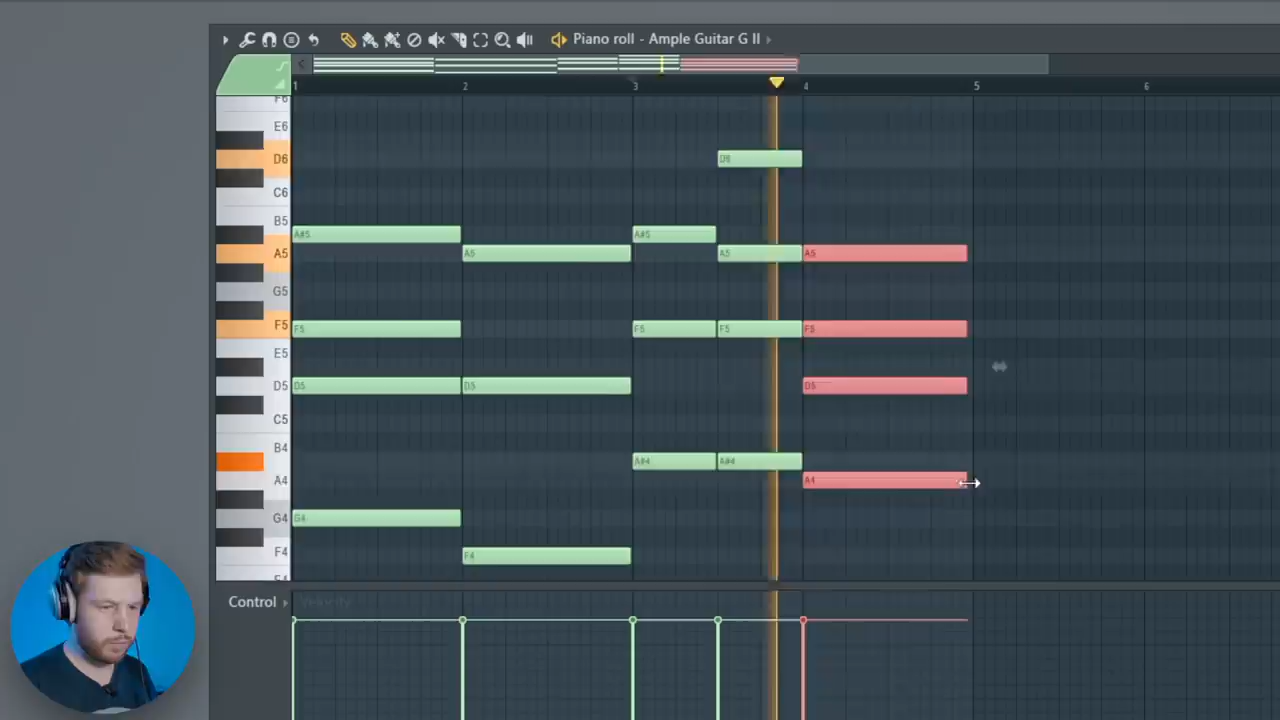 Piano roll - Ample Guitar G II
1 2 3 4 5 6
F6
E6
D6 D6
C6
B5
A#5 A#5
A5 A5 A5 A5
G5
F5 F5 F5 F5 F5
E5
D5 D5 D5 D5
C5
B4
A#4 A#4
A4 A4
G4 G4
F4 F4
Control Velocity